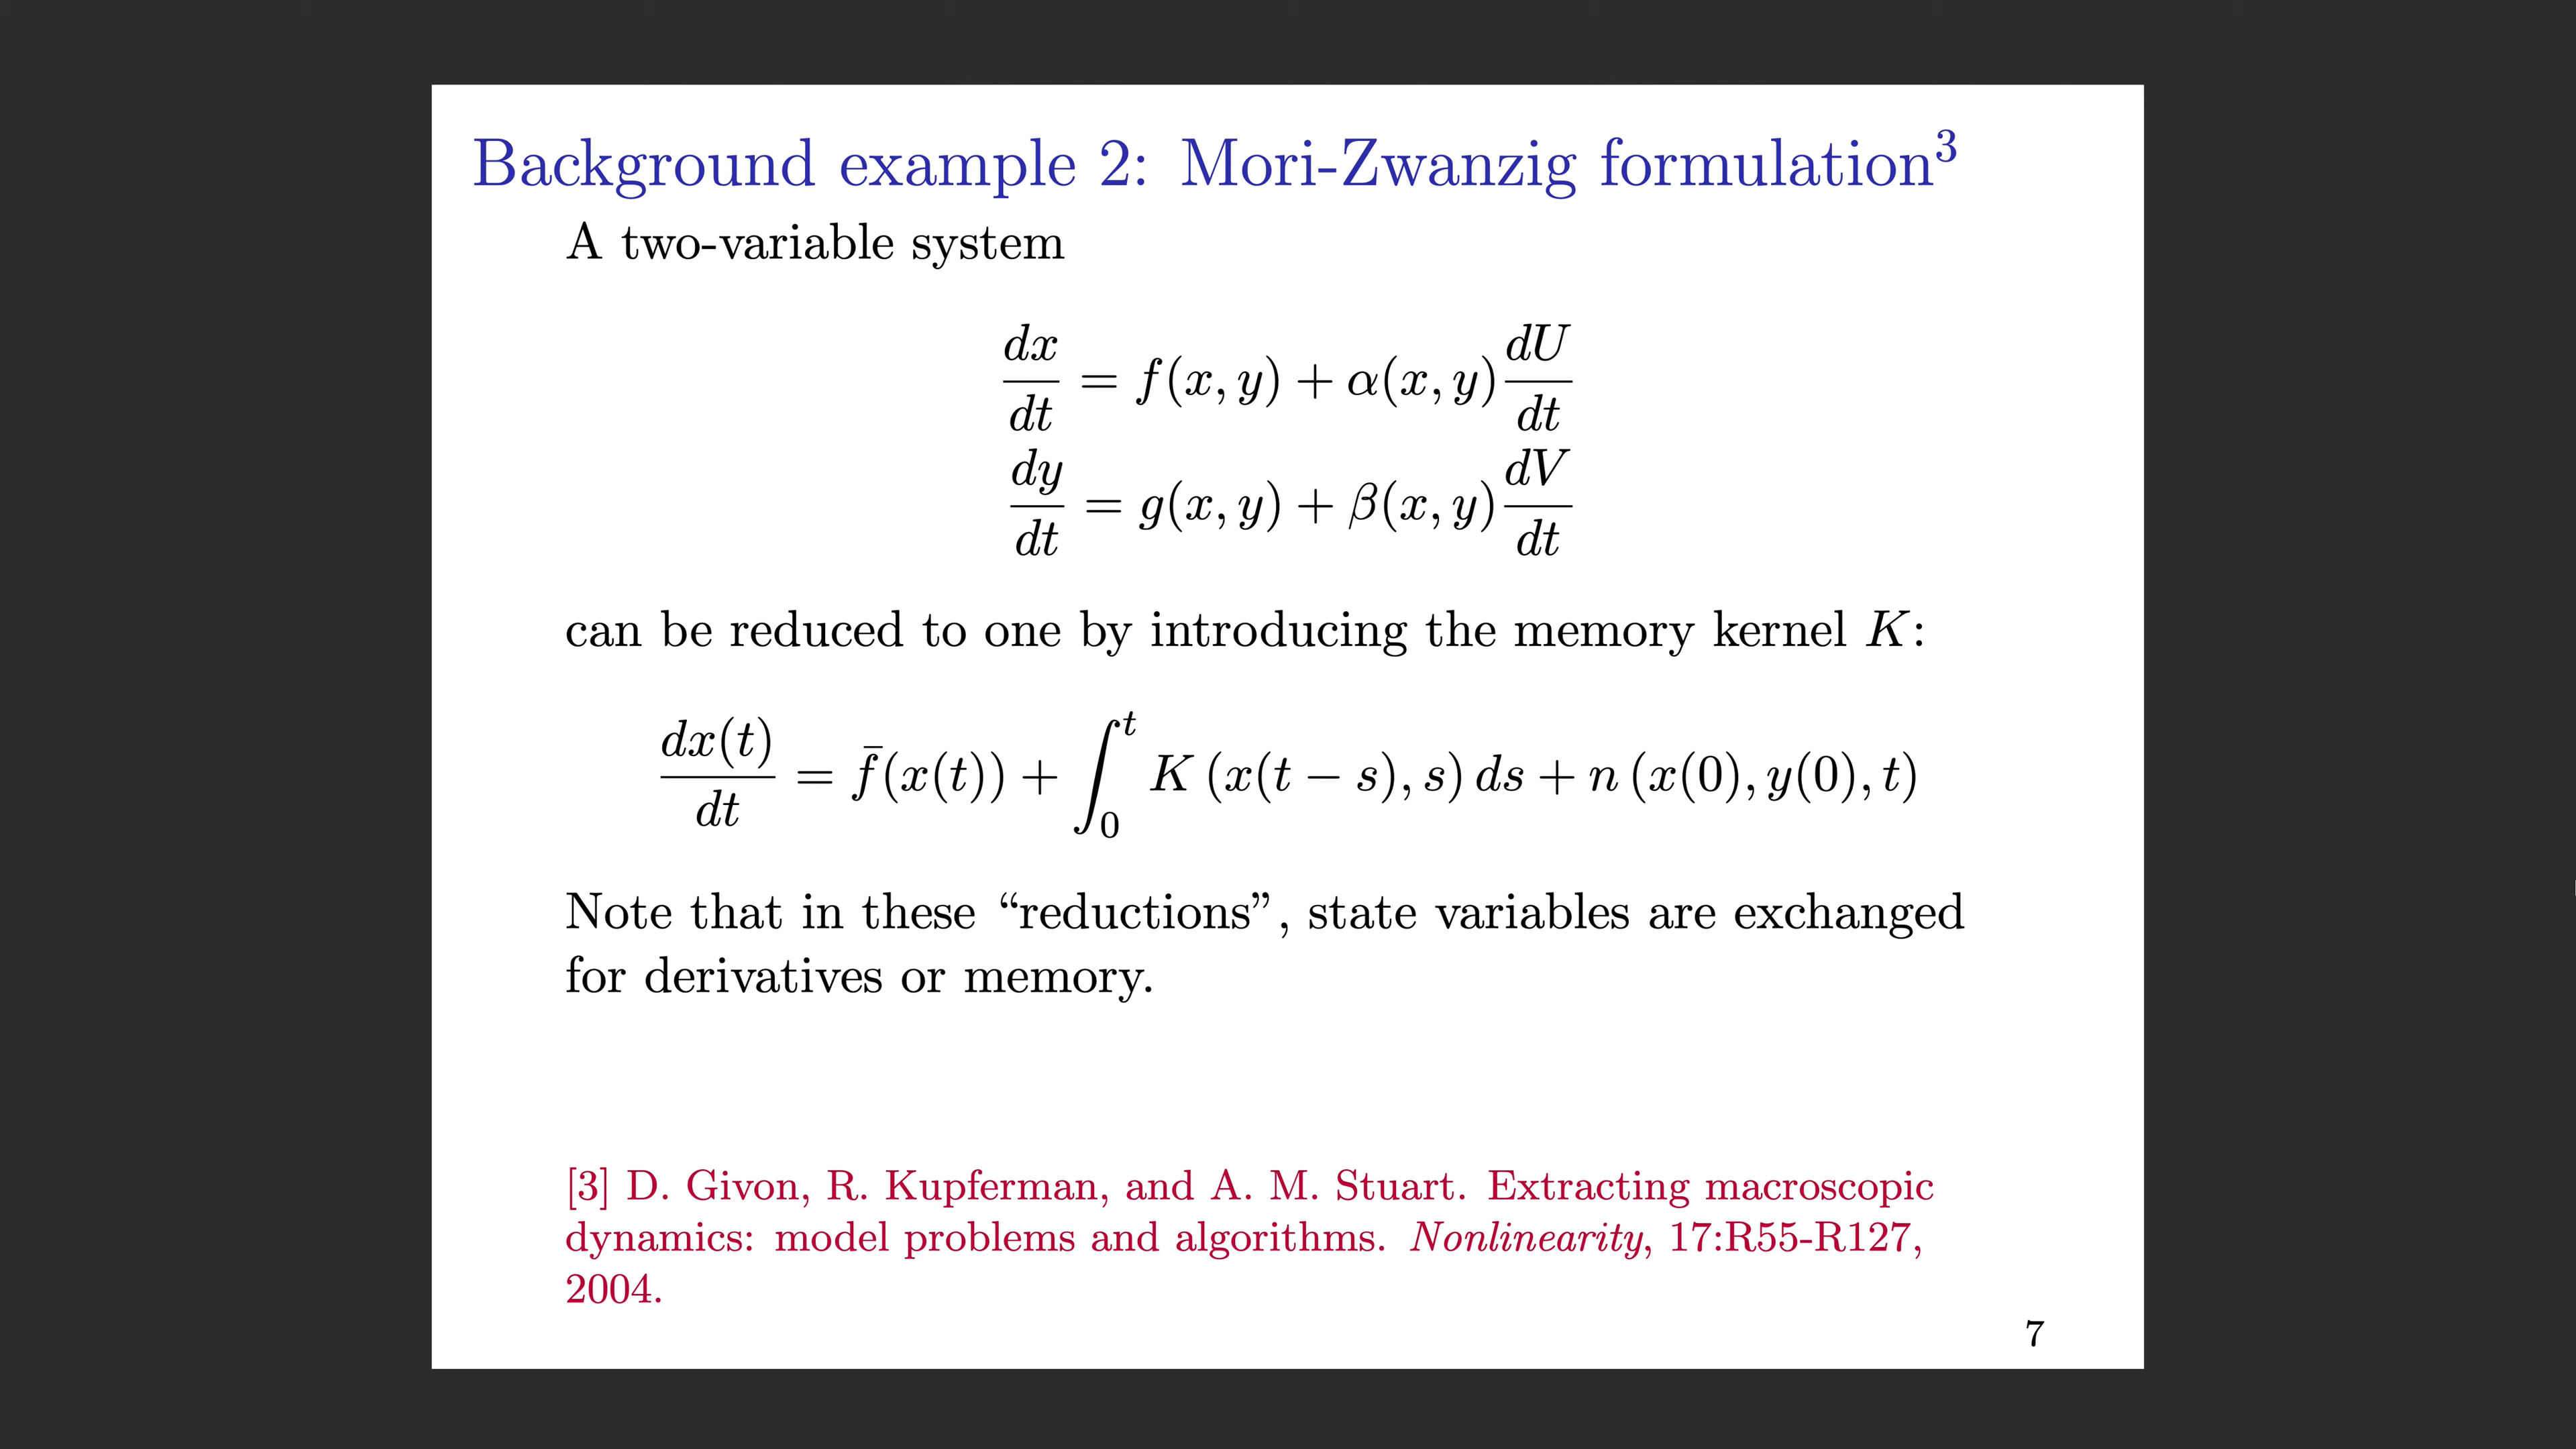 Background example 2: Mori-Zwanzig formulation³
A two-variable system
dx/dt = f(x, y) + α(x, y) dU/dt
dy/dt = g(x, y) + β(x, y) dV/dt
can be reduced to one by introducing the memory kernel K:
dx(t)/dt = f̄(x(t)) + ∫₀ᵗ K (x(t − s), s) ds + n (x(0), y(0), t)
Note that in these “reductions”, state variables are exchanged
for derivatives or memory.
[3] D. Givon, R. Kupferman, and A. M. Stuart. Extracting macroscopic
dynamics: model problems and algorithms. Nonlinearity, 17:R55-R127,
2004.
7